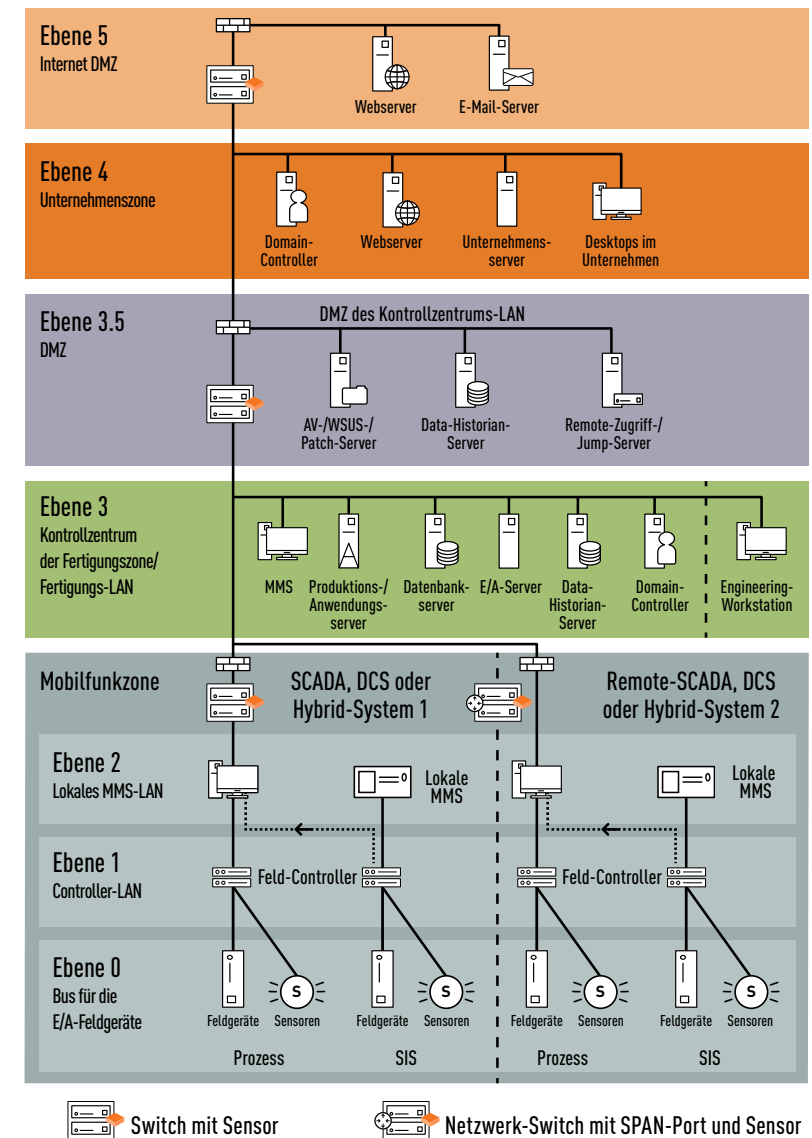 Ebene 5
Internet DMZ
Webserver
E-Mail-Server
Ebene 4
Unternehmenszone
Domain-
Controller
Webserver
Unternehmens-
server
Desktops im
Unternehmen
Ebene 3.5
DMZ
DMZ des Kontrollzentrums-LAN
AV-/WSUS-/
Patch-Server
Data-Historian-
Server
Remote-Zugriff-/
Jump-Server
Ebene 3
Kontrollzentrum
der Fertigungszone/
Fertigungs-LAN
MMS
Produktions-/
Anwendungs-
server
Datenbank-
server
E/A-Server
Data-
Historian-
Server
Domain-
Controller
Engineering-
Workstation
Mobilfunkzone
SCADA, DCS oder
Hybrid-System 1
Remote-SCADA, DCS
oder Hybrid-System 2
Ebene 2
Lokales MMS-LAN
Lokale
MMS
Lokale
MMS
Ebene 1
Controller-LAN
Feld-Controller
Feld-Controller
Ebene 0
Bus für die
E/A-Feldgeräte
S
S
S
S
Feldgeräte
Sensoren
Feldgeräte
Sensoren
Feldgeräte
Sensoren
Feldgeräte
Sensoren
Prozess
SIS
Prozess
SIS
Switch mit Sensor
Netzwerk-Switch mit SPAN-Port und Sensor